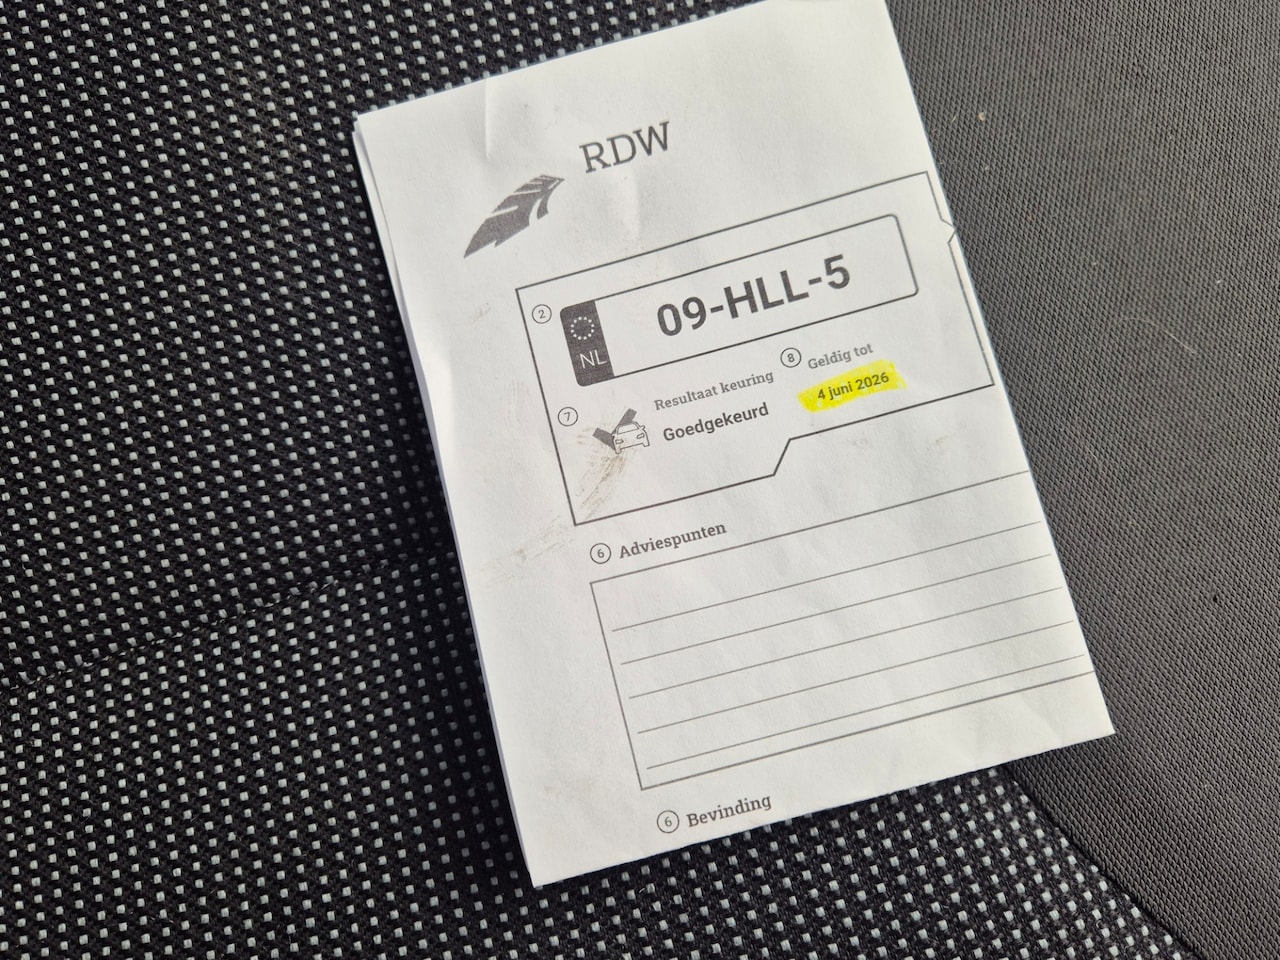 RDW
2
NL
09-HLL-5
7
Resultaat keuring
Goedgekeurd
8
Geldig tot
4 juni 2026
6 Adviespunten
6 Bevinding